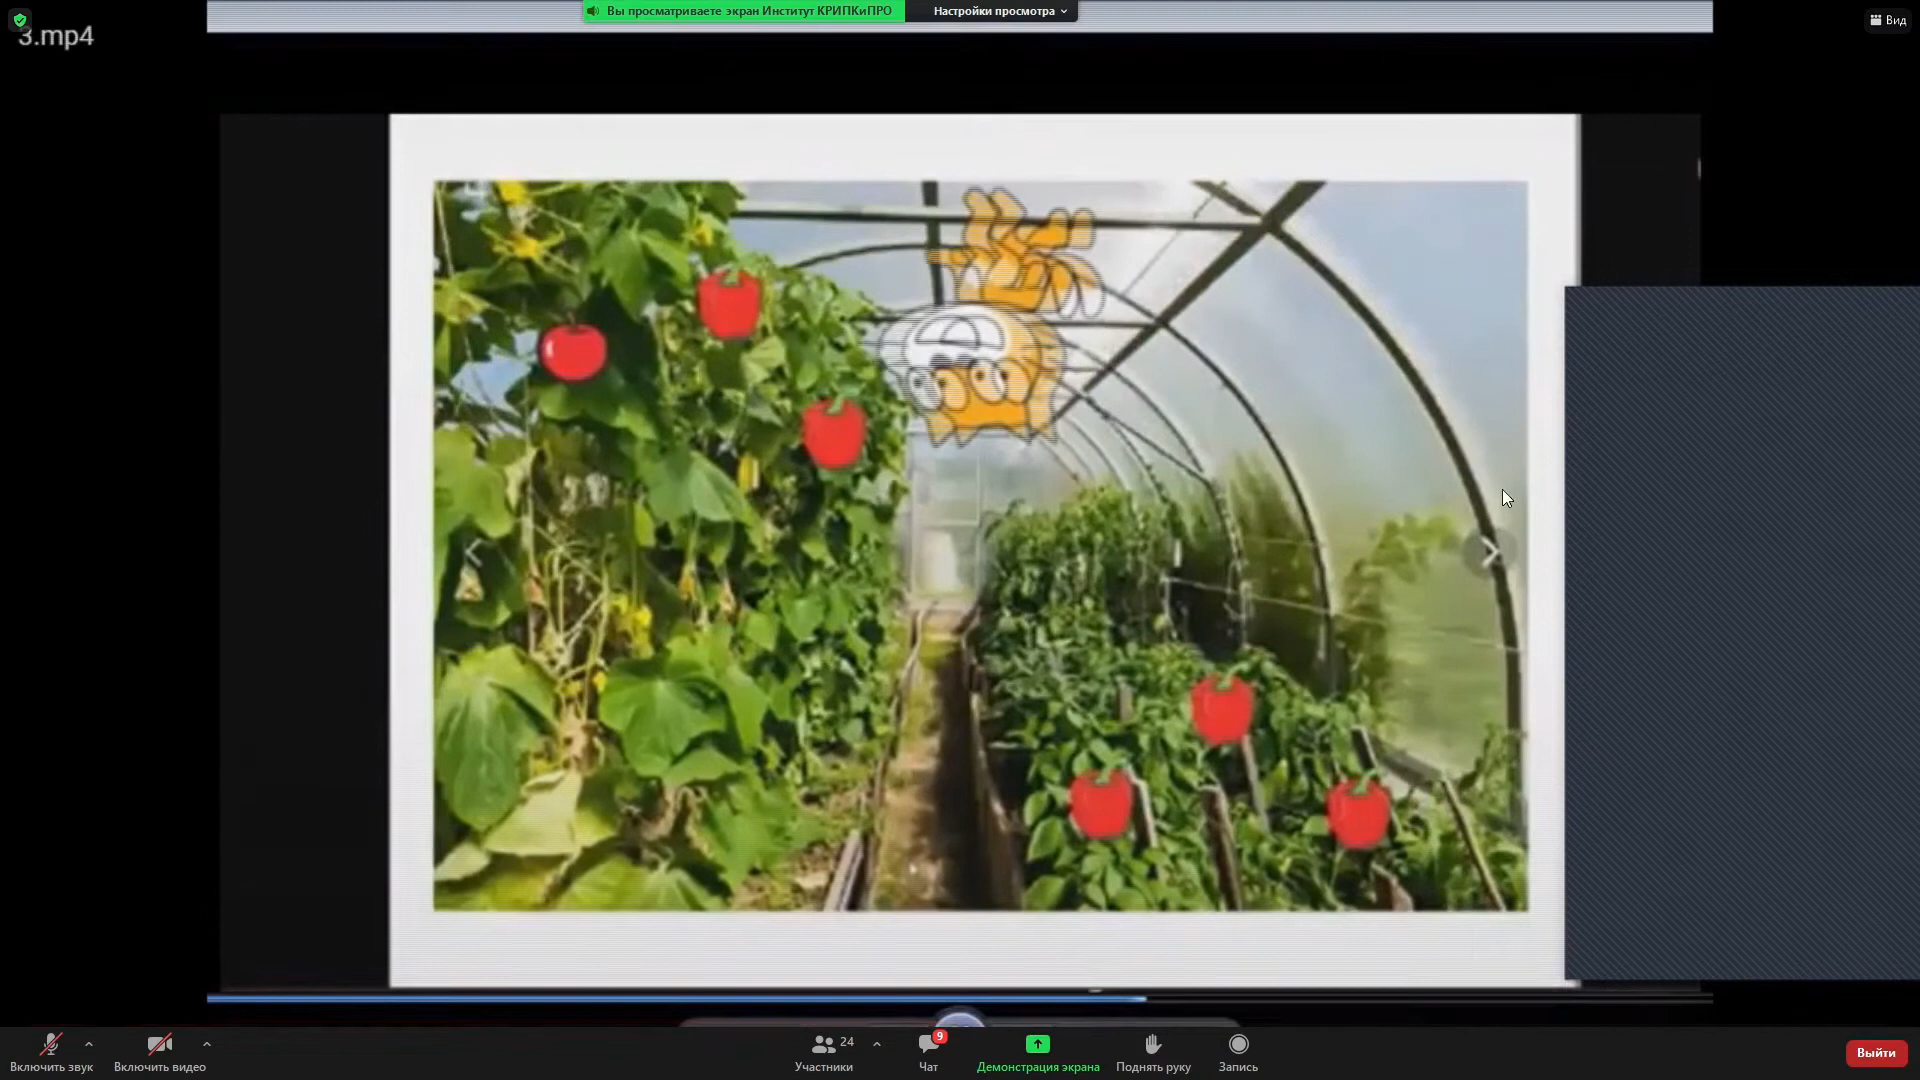 Вы просматриваете экран Институт КРИПКиПРО
Настройки просмотра
Вид
3.mp4
Включить звук
Включить видео
24
Участники
9
Чат
Демонстрация экрана
Поднять руку
Запись
Выйти